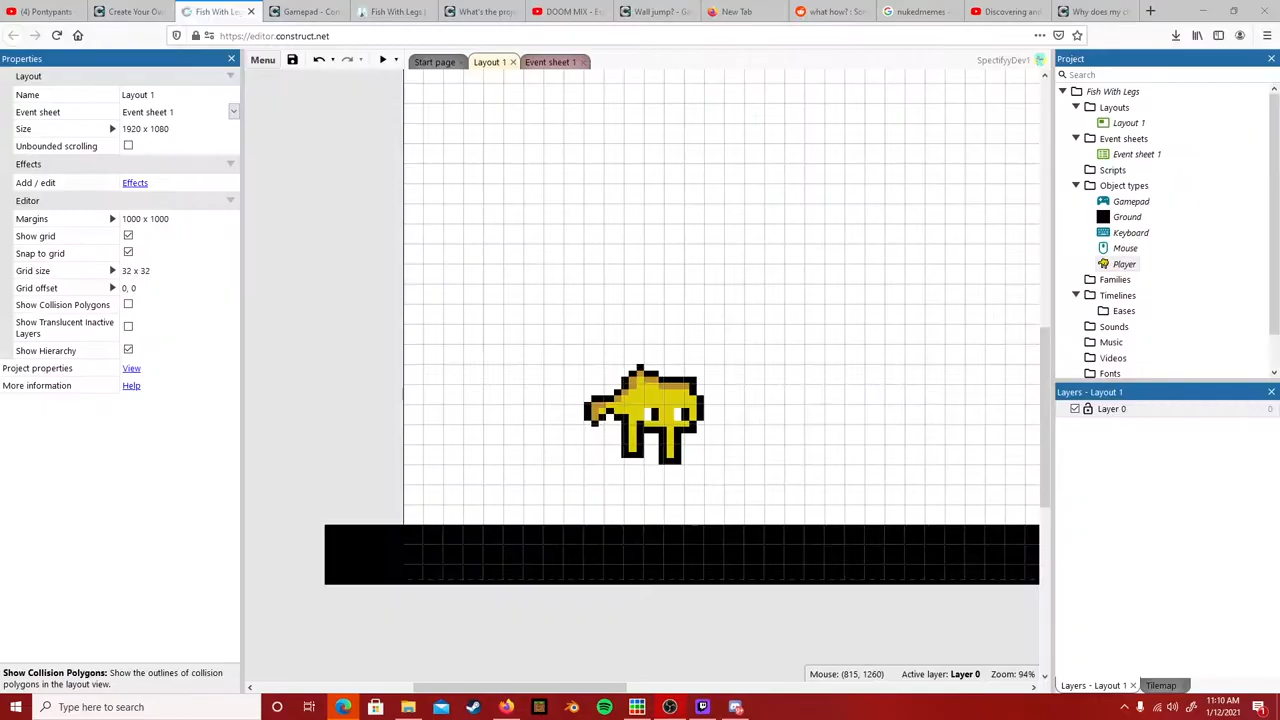 (4) Pontypants
Create Your Own
Fish With Legs
Gamepad - Cons
Fish With Legs |
What's the proj
DOOM MIX - Ep
Wall jump? - Ga
New Tab
what how? : So
nukedmemes -
Discovering and
Why does my ch
https://editor.construct.net
Properties
Menu
Start page
Layout 1
Event sheet 1
SpectifyyDev1
Project
Layout
Name Layout 1
Event sheet Event sheet 1
Size 1920 x 1080
Unbounded scrolling
Effects
Add / edit Effects
Editor
Margins 1000 x 1000
Show grid
Snap to grid
Grid size 32 x 32
Grid offset 0, 0
Show Collision Polygons
Show Translucent Inactive
Layers
Show Hierarchy
Project properties View
More information Help
Search
Fish With Legs
Layouts
Layout 1
Event sheets
Event sheet 1
Scripts
Object types
Gamepad
Ground
Keyboard
Mouse
Player
Families
Timelines
Eases
Sounds
Music
Videos
Fonts
Layers - Layout 1
Layer 0
0
Show Collision Polygons: Show the outlines of collision
polygons in the layout view.
Mouse: (815, 1260) Active layer: Layer 0 Zoom: 94%
Layers - Layout 1
Tilemap
Type here to search
11:10 AM
1/12/2021